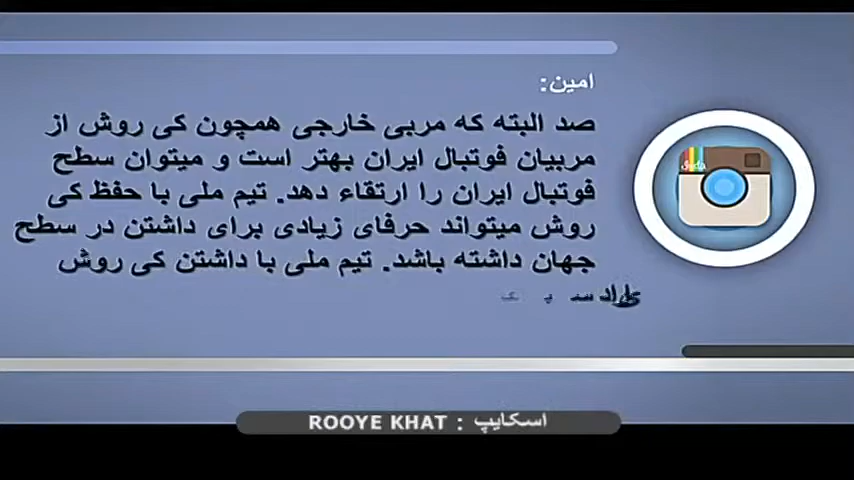 امین:
صد البته که مربی خارجی همچون کی روش از
مربیان فوتبال ایران بهتر است و میتوان سطح
فوتبال ایران را ارتقاء دهد. تیم ملی با حفظ کی
روش میتواند حرفای زیادی برای داشتن در سطح
جهان داشته باشد. تیم ملی با داشتن کی روش
ROOYE KHAT : اسکایپ